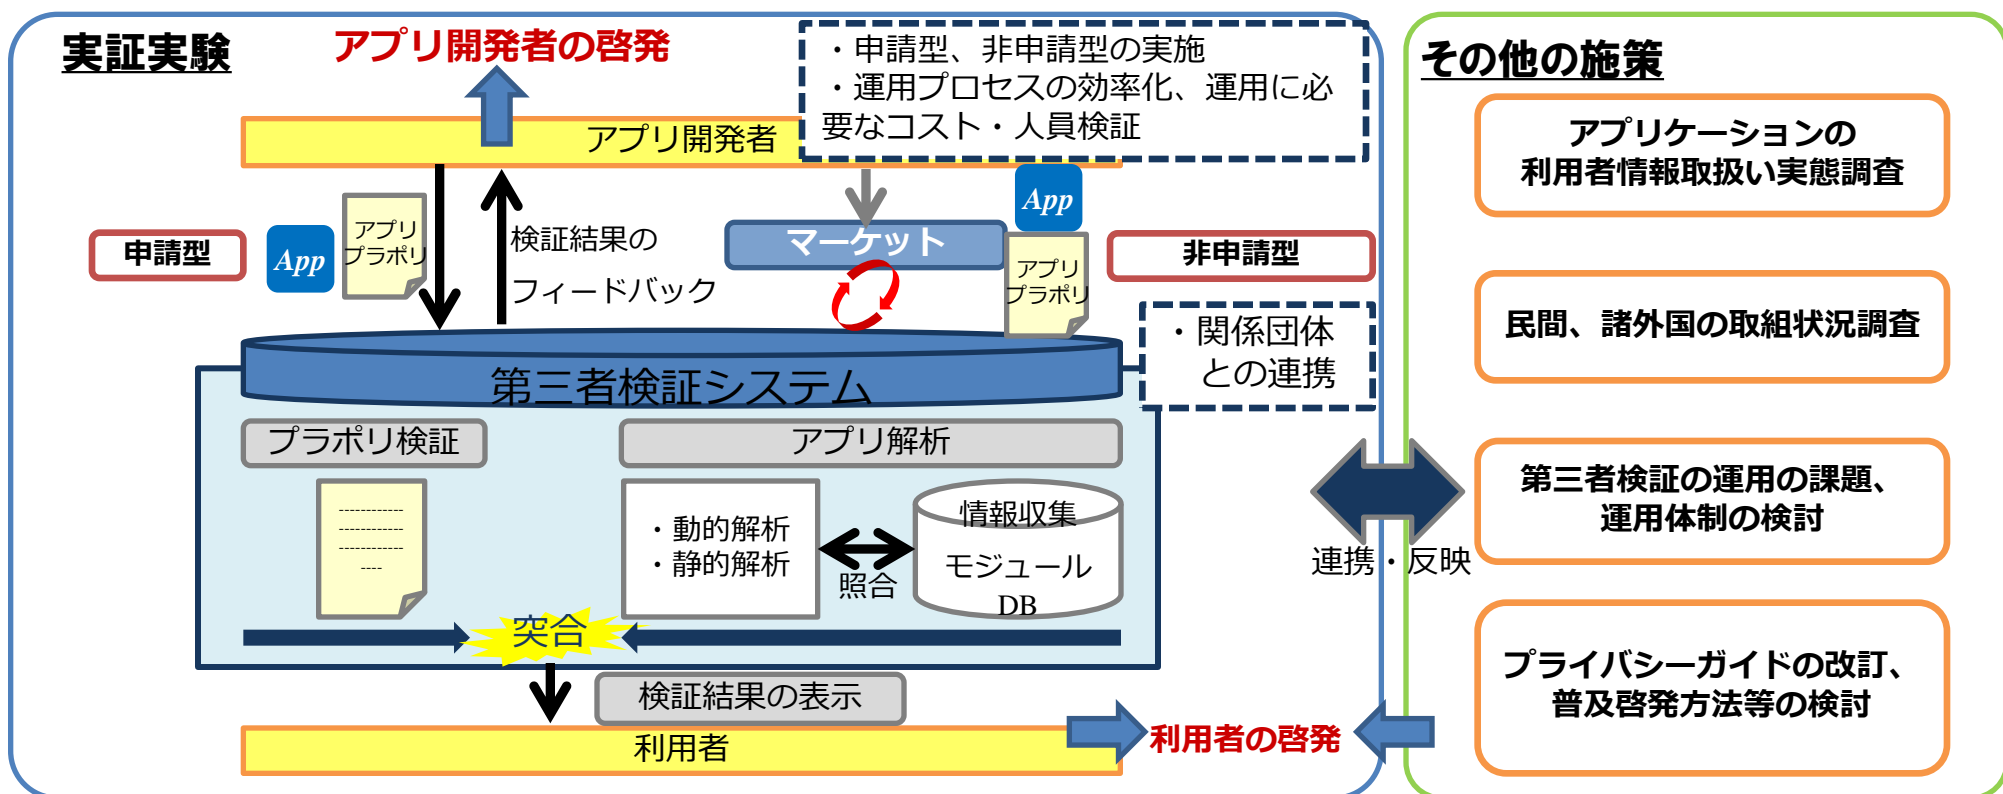 実証実験
アプリ開発者の啓発
・申請型、非申請型の実施
・運用プロセスの効率化、運用に必
要なコスト・人員検証
アプリ開発者
申請型
App
アプリ
プラポリ
検証結果の
フィードバック
マーケット
App
アプリ
プラポリ
非申請型
・関係団体
との連携
第三者検証システム
プラポリ検証
アプリ解析
------------
------------
------------
----
・動的解析
・静的解析
照合
情報収集
モジュール
DB
突合
検証結果の表示
利用者
利用者の啓発
連携・反映
その他の施策
アプリケーションの
利用者情報取扱い実態調査
民間、諸外国の取組状況調査
第三者検証の運用の課題、
運用体制の検討
プライバシーガイドの改訂、
普及啓発方法等の検討